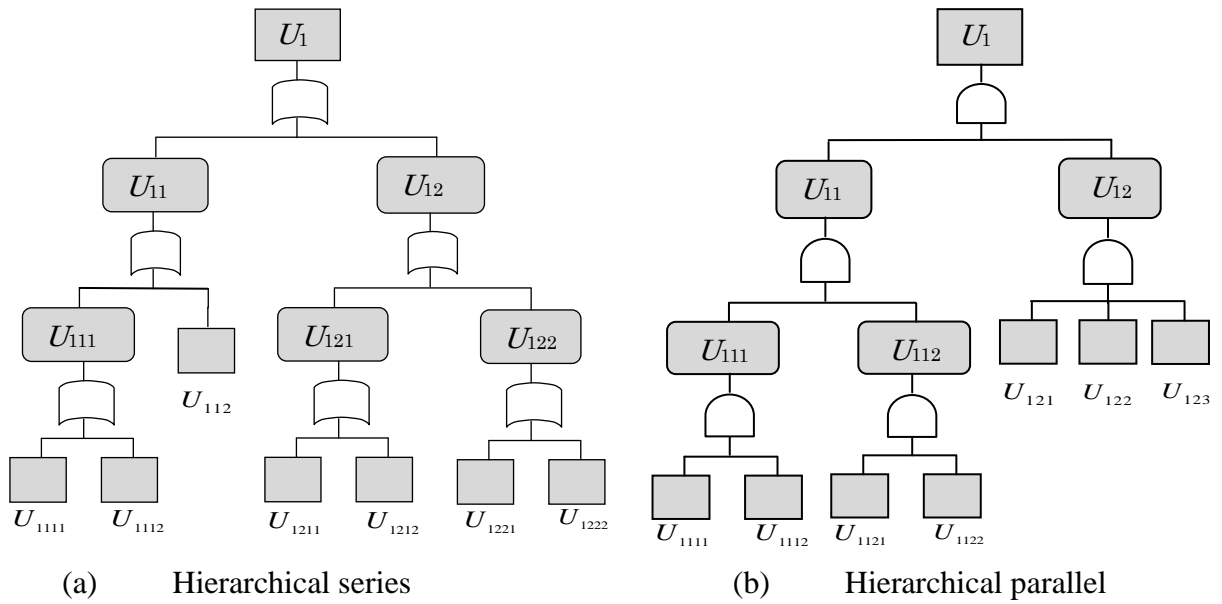 U1
U11 U12
U111 U112 U121 U122
U1111 U1112 U1211 U1212 U1221 U1222
(a) Hierarchical series
U1
U11 U12
U111 U112 U121 U122 U123
U1111 U1112 U1121 U1122
(b) Hierarchical parallel